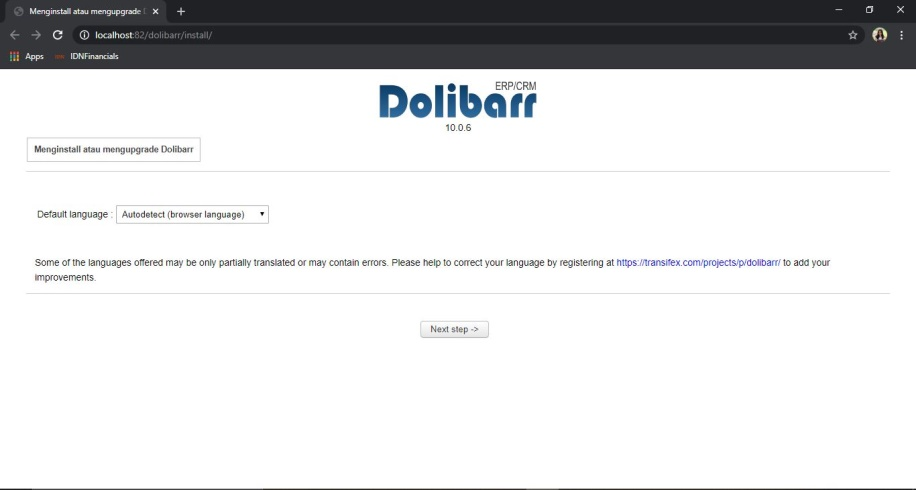 Menginstall atau mengupgrade D
localhost:82/dolibarr/install/
Apps
IDNFinancials
ERP/CRM
Dolibarr
10.0.6
Menginstall atau mengupgrade Dolibarr
Default language : Autodetect (browser language)
Some of the languages offered may be only partially translated or may contain errors. Please help to correct your language by registering at https://transifex.com/projects/p/dolibarr/ to add your
improvements.
Next step ->